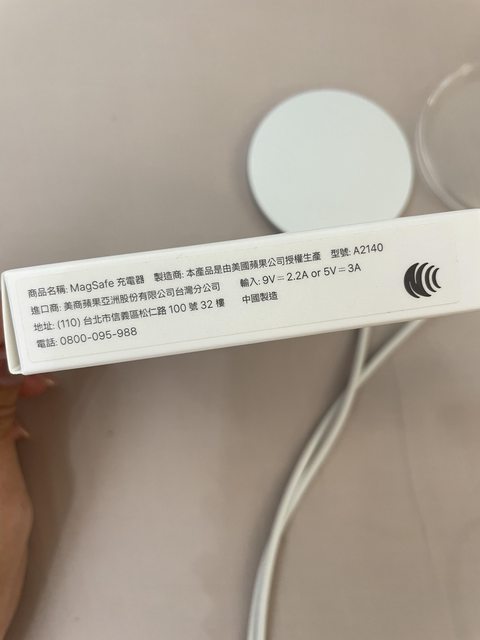 商品名稱: MagSafe 充電器 製造商: 本產品是由美國蘋果公司授權生產 型號: A2140
進口商: 美商蘋果亞洲股份有限公司台灣分公司 輸入: 9V⎓2.2A or 5V⎓3A
地址: (110) 台北市信義區松仁路 100 號 32 樓 中國製造
電話: 0800-095-988